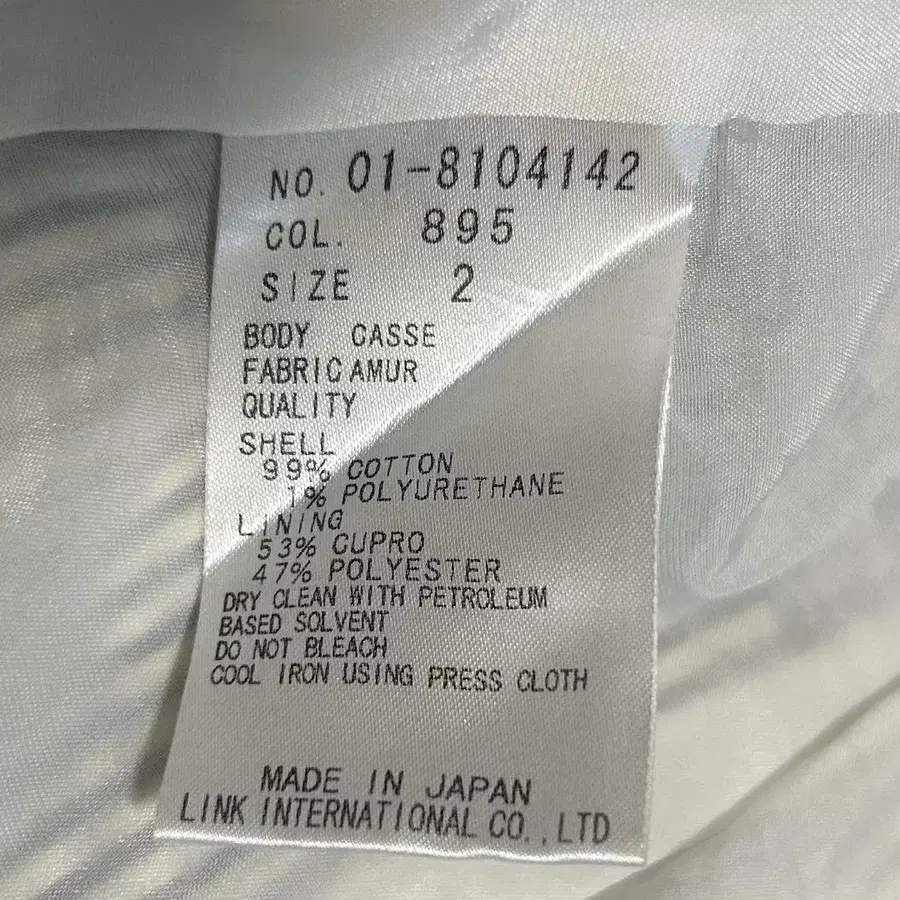 NO. 01-8104142
COL. 895
SIZE 2
BODY CASSE
FABRIC AMUR
QUALITY
SHELL
99% COTTON
1% POLYURETHANE
LINING
53% CUPRO
47% POLYESTER
DRY CLEAN WITH PETROLEUM
BASED SOLVENT
DO NOT BLEACH
COOL IRON USING PRESS CLOTH
MADE IN JAPAN
LINK INTERNATIONAL CO.,LTD